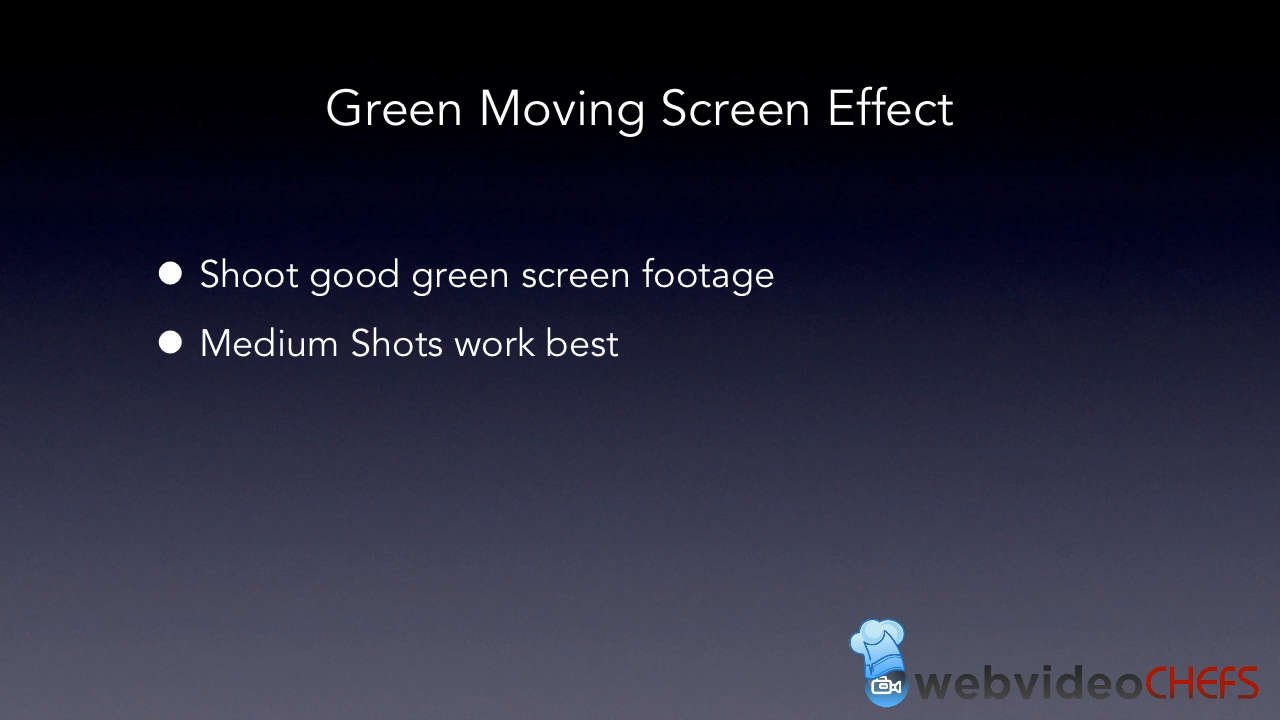 Green Moving Screen Effect
● Shoot good green screen footage
● Medium Shots work best
webvideoCHEFS